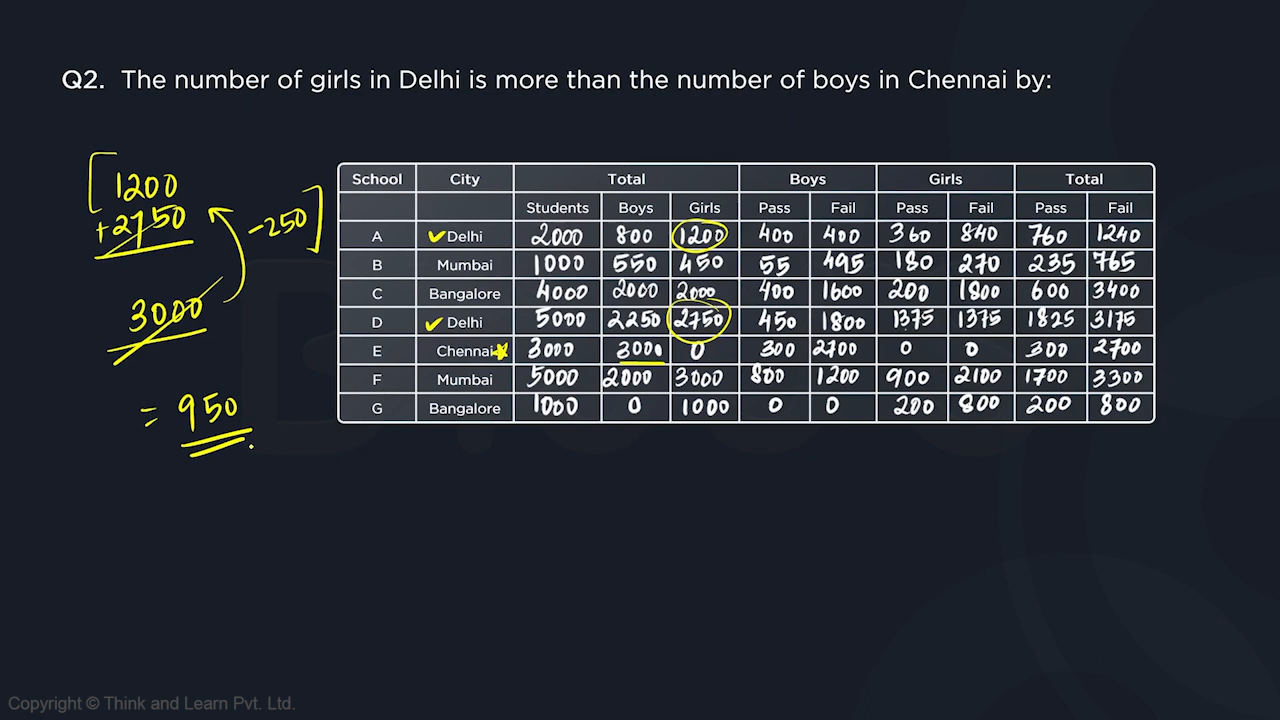 Q2. The number of girls in Delhi is more than the number of boys in Chennai by:
[1200
+2750
-250]
3000
= 950
School City Total Boys Girls Total
Students Boys Girls Pass Fail Pass Fail Pass Fail
A ✓Delhi 2000 800 1200 400 400 360 840 760 1240
B Mumbai 1000 550 450 55 495 180 270 235 765
C Bangalore 4000 2000 2000 400 1600 200 1800 600 3400
D ✓Delhi 5000 2250 2750 450 1800 1375 1375 1825 3175
E Chennai★ 3000 3000 0 300 2700 0 0 300 2700
F Mumbai 5000 2000 3000 800 1200 900 2100 1700 3300
G Bangalore 1000 0 1000 0 0 200 800 200 800
Copyright © Think and Learn Pvt. Ltd.